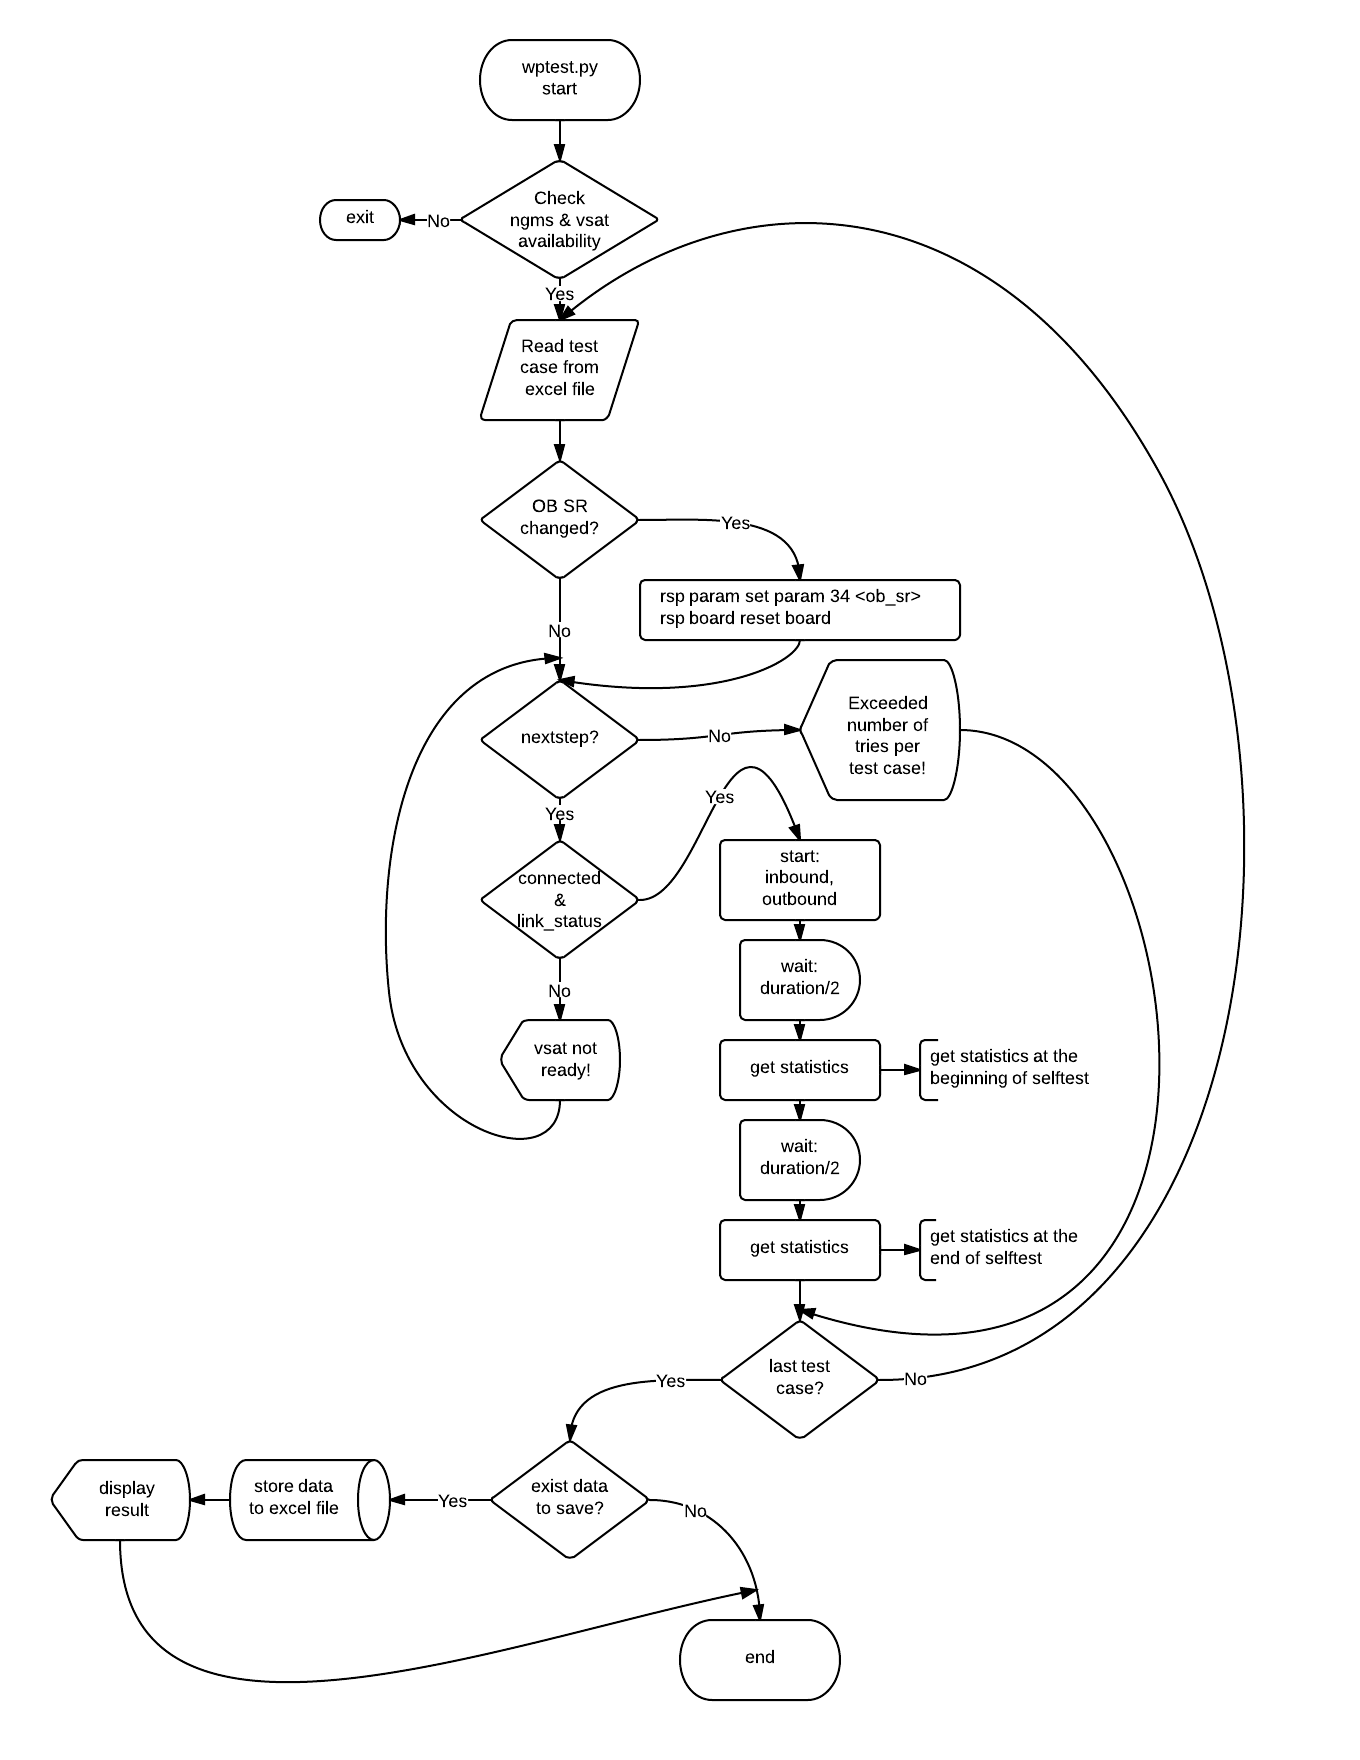 wptest.py
start
Check
ngms & vsat
availability
No
exit
Yes
Read test
case from
excel file
OB SR
changed?
Yes
rsp param set param 34 <ob_sr>
rsp board reset board
No
nextstep?
No
Exceeded
number of
tries per
test case!
Yes
connected
&
link_status
Yes
start:
inbound,
outbound
No
vsat not
ready!
wait:
duration/2
get statistics
get statistics at the
beginning of selftest
wait:
duration/2
get statistics
get statistics at the
end of selftest
last test
case?
No
Yes
exist data
to save?
Yes
store data
to excel file
display
result
No
end